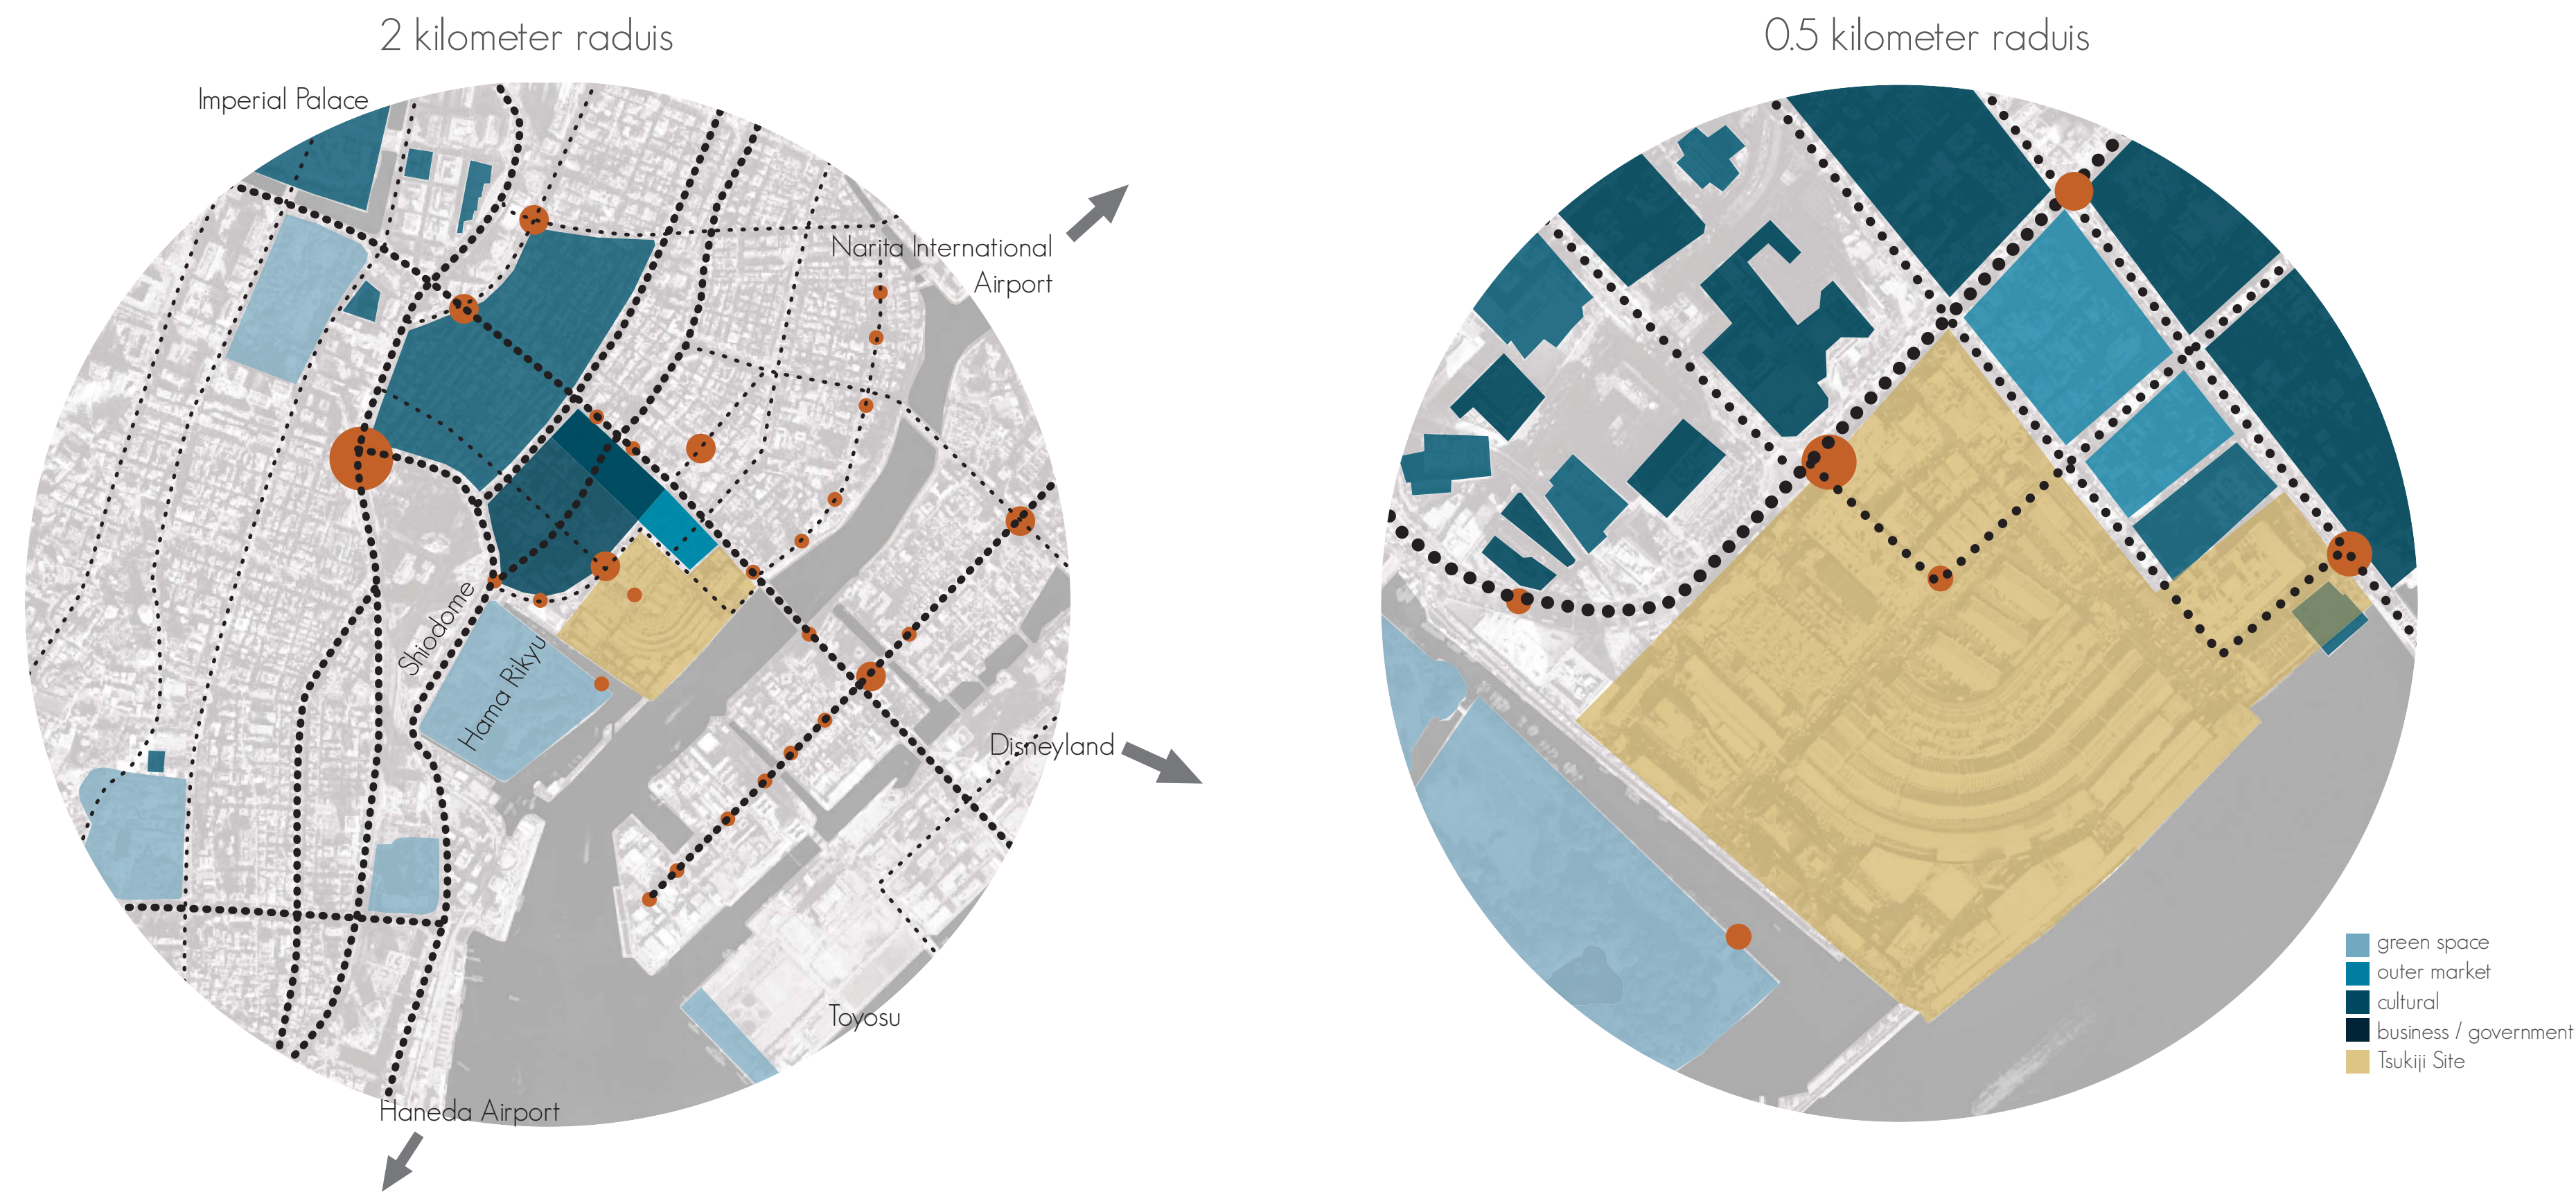 2 kilometer raduis
0.5 kilometer raduis
Imperial Palace
Narita International
Airport
Shiodome
Hama Rikyu
Disneyland
Toyosu
Haneda Airport
green space
outer market
cultural
business / government
Tsukiji Site